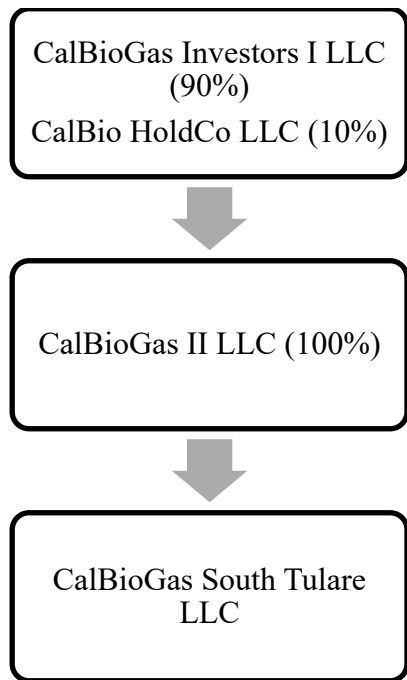 CalBioGas Investors I LLC
(90%)
CalBio HoldCo LLC (10%)
CalBioGas II LLC (100%)
CalBioGas South Tulare
LLC